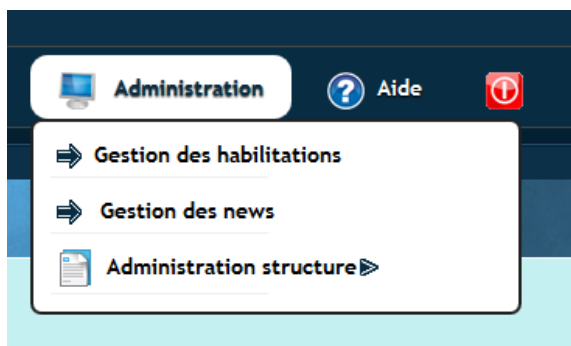 Administration
Aide
Gestion des habilitations
Gestion des news
Administration structure